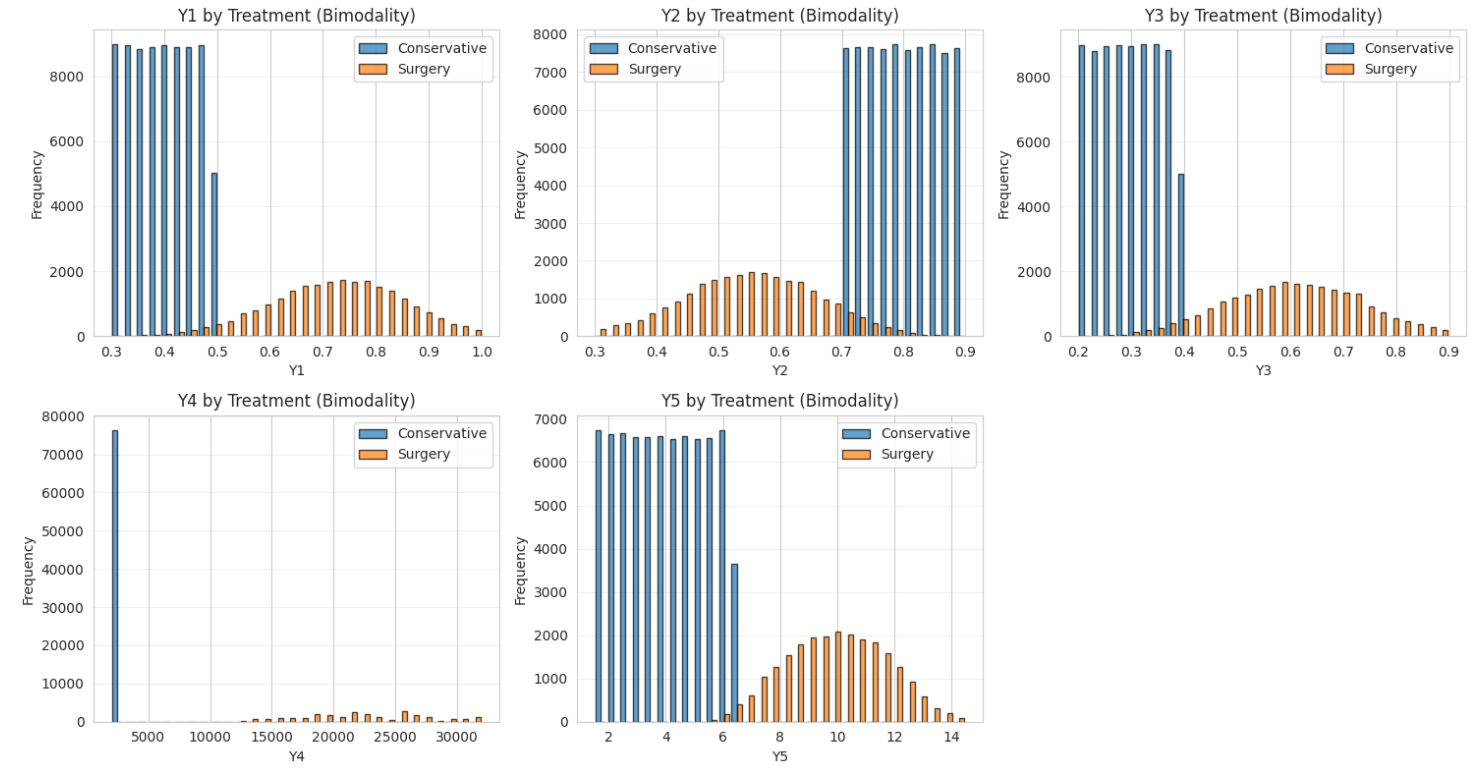 Y1 by Treatment (Bimodality)
Conservative
Surgery
Frequency
8000
6000
4000
2000
0
0.3 0.4 0.5 0.6 0.7 0.8 0.9 1.0
Y1
Y2 by Treatment (Bimodality)
Conservative
Surgery
Frequency
8000
7000
6000
5000
4000
3000
2000
1000
0
0.3 0.4 0.5 0.6 0.7 0.8 0.9
Y2
Y3 by Treatment (Bimodality)
Conservative
Surgery
Frequency
8000
6000
4000
2000
0
0.2 0.3 0.4 0.5 0.6 0.7 0.8 0.9
Y3
Y4 by Treatment (Bimodality)
Conservative
Surgery
Frequency
80000
70000
60000
50000
40000
30000
20000
10000
0
5000 10000 15000 20000 25000 30000
Y4
Y5 by Treatment (Bimodality)
Conservative
Surgery
Frequency
7000
6000
5000
4000
3000
2000
1000
0
2 4 6 8 10 12 14
Y5